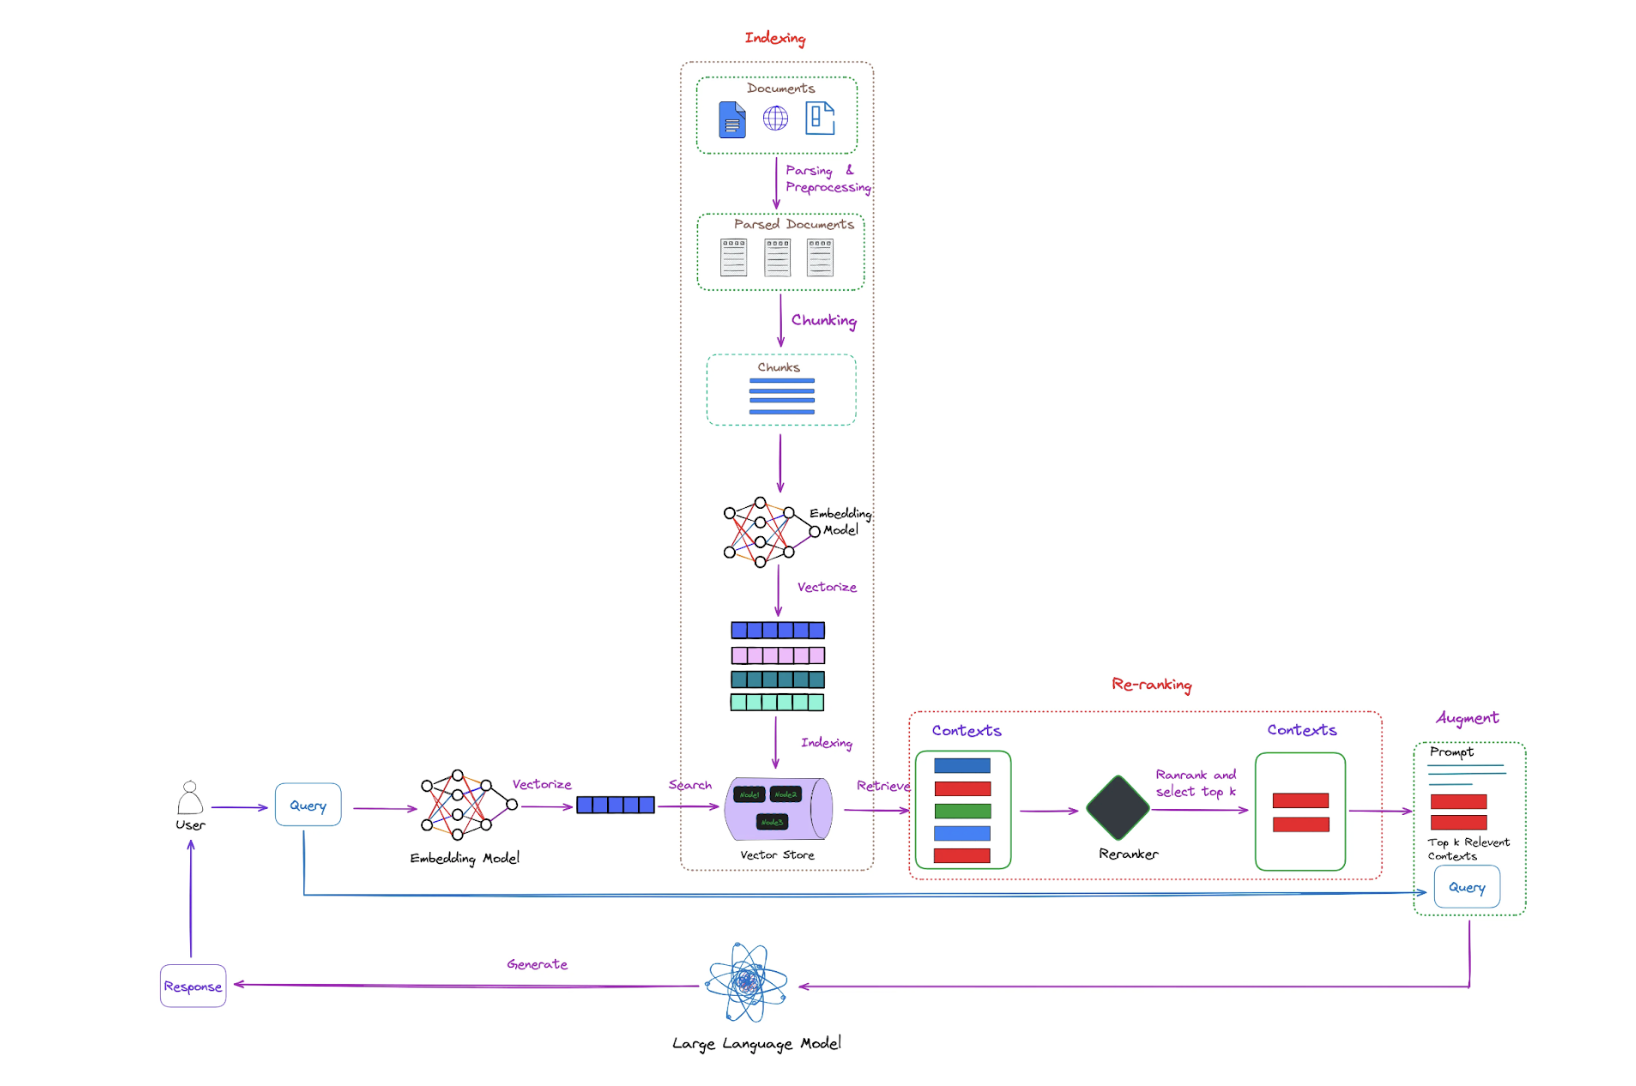 Indexing
Documents
Parsing &
Preprocessing
Parsed Documents
Chunking
Chunks
Embedding
Model
Vectorize
Indexing
Node1
Node2
Node3
Vector Store
User
Query
Embedding Model
Vectorize
Search
Retrieve
Re-ranking
Contexts
Reranker
Ranrank and
select top k
Contexts
Augment
Prompt
Top k Relevent
Contexts
Query
Large Language Model
Generate
Response